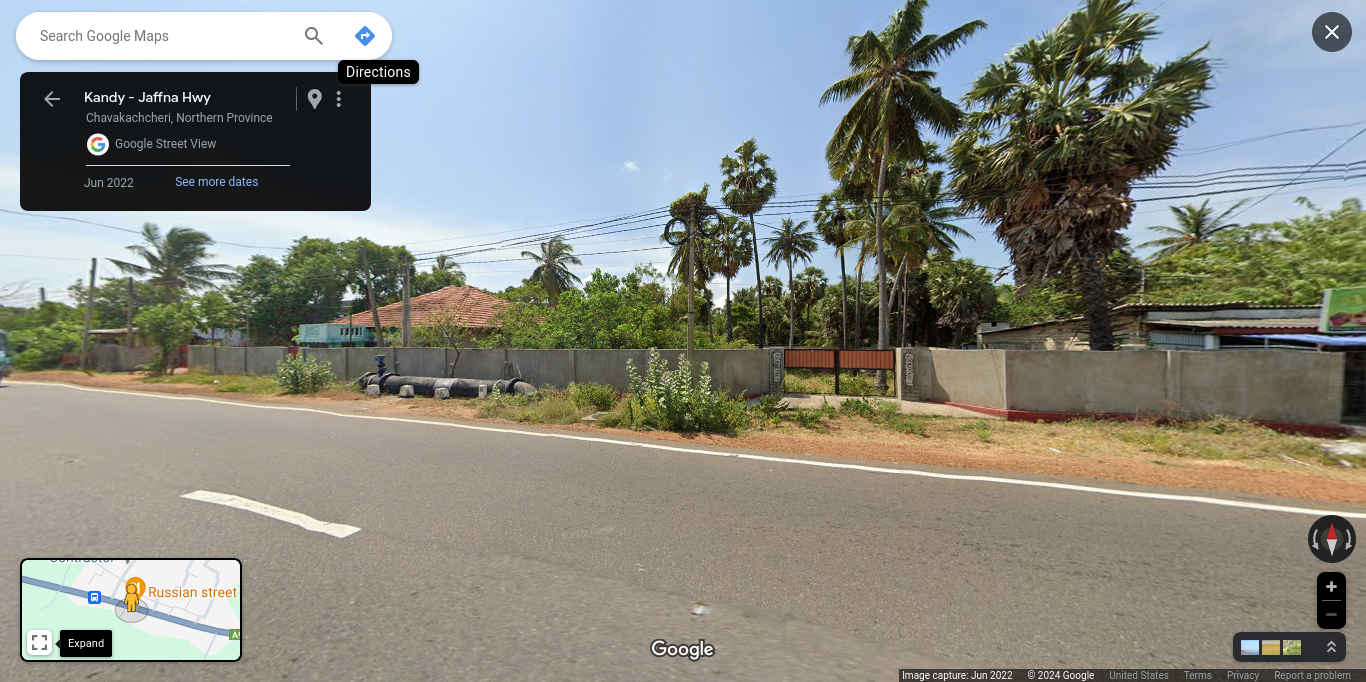 Search Google Maps
Directions
Kandy - Jaffna Hwy
Chavakachcheri, Northern Province
Google Street View
Jun 2022
See more dates
Russian street
Expand
Google
Image capture: Jun 2022
© 2024 Google
United States
Terms
Privacy
Report a problem